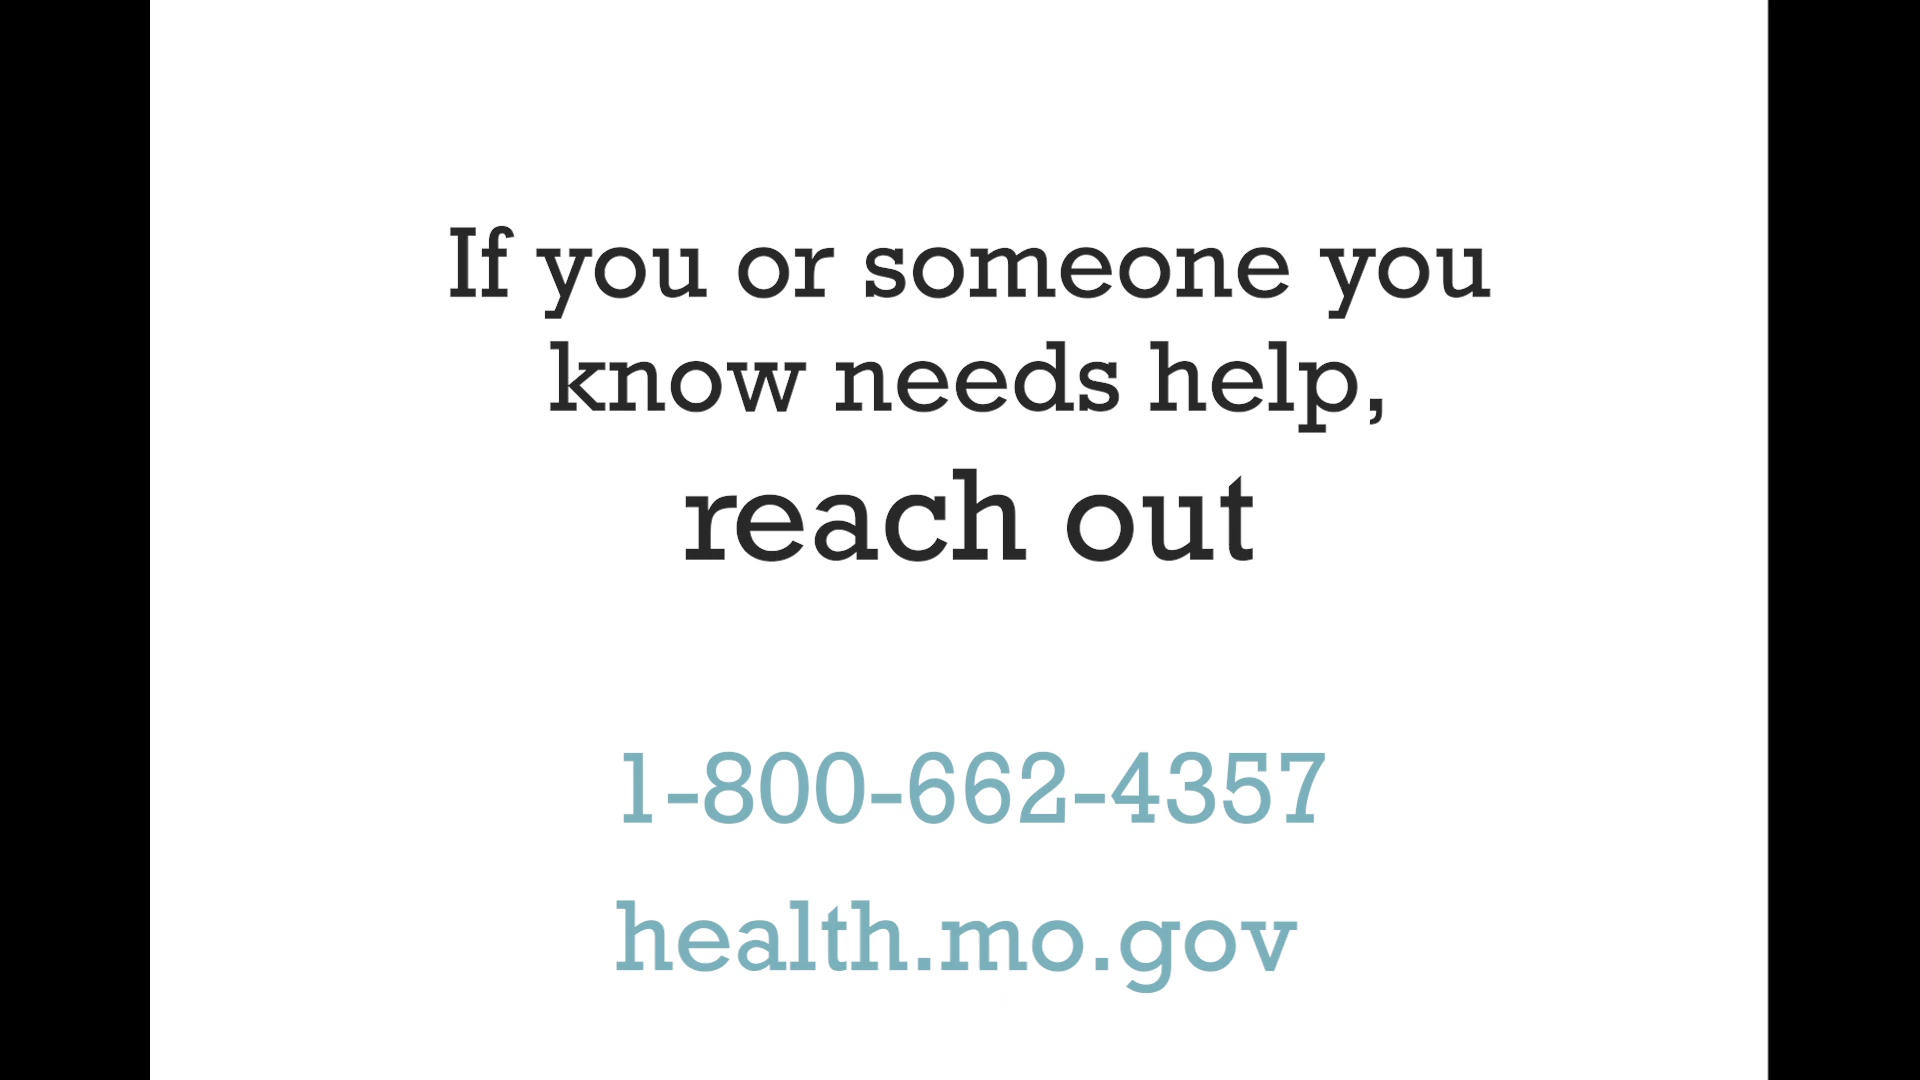 If you or someone you
know needs help,
reach out
1-800-662-4357
health.mo.gov